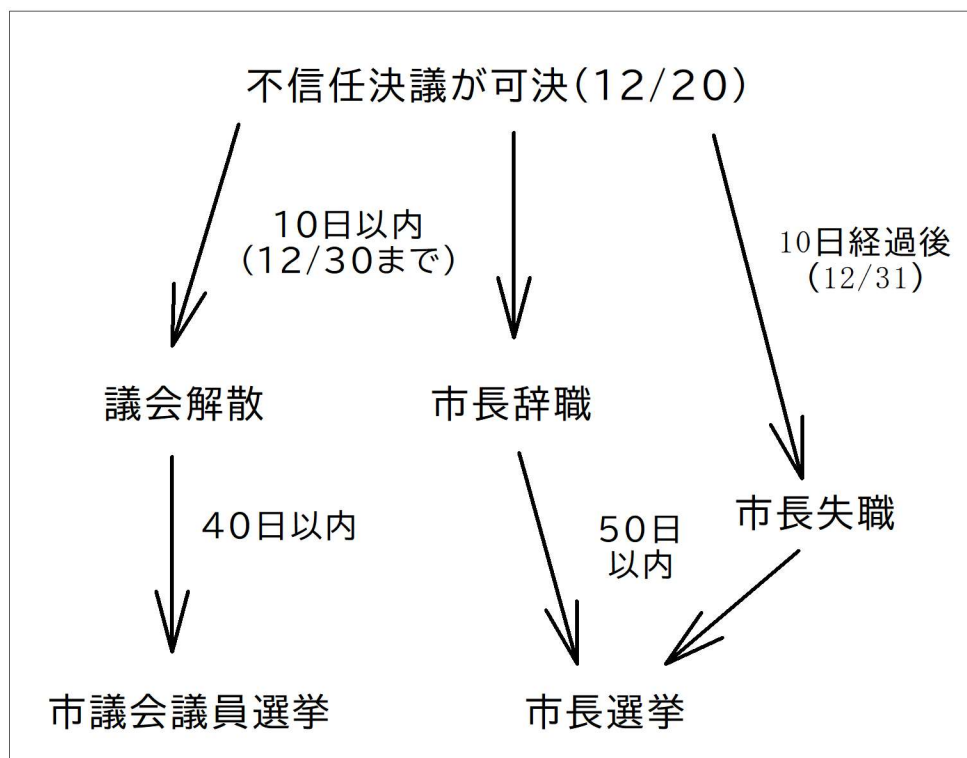 不信任決議が可決(12/20)
10日以内
(12/30まで)
10日経過後
(12/31)
議会解散
市長辞職
市長失職
40日以内
50日
以内
市議会議員選挙
市長選挙